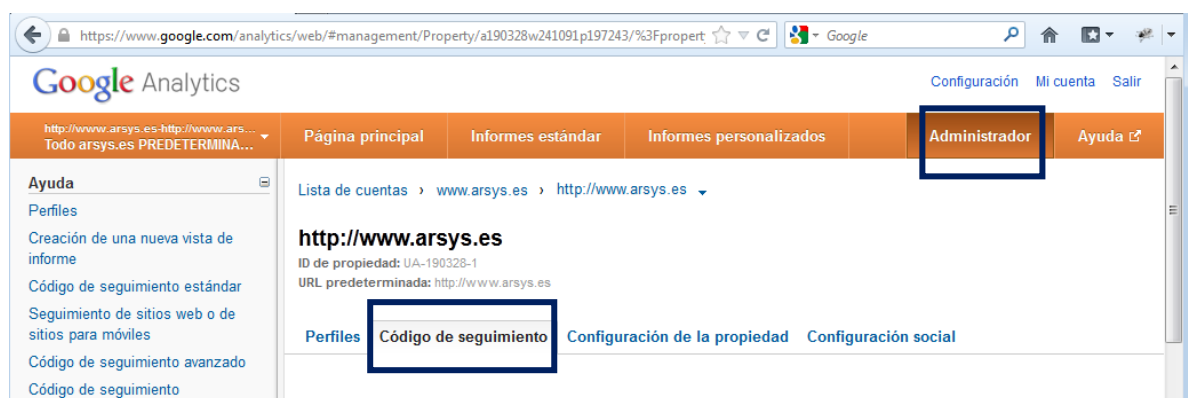 https://www.google.com/analytics/web/#management/Property/a190328w241091p197243/%3Fpropert
Google
Google Analytics
Configuración Mi cuenta Salir
http://www.arsys.es-http://www.ars...
Todo arsys.es PREDETERMINA...
Página principal Informes estándar Informes personalizados Administrador Ayuda
Ayuda
Perfiles
Creación de una nueva vista de
informe
Código de seguimiento estándar
Seguimiento de sitios web o de
sitios para móviles
Código de seguimiento avanzado
Código de seguimiento
Lista de cuentas › www.arsys.es › http://www.arsys.es
http://www.arsys.es
ID de propiedad: UA-190328-1
URL predeterminada: http://www.arsys.es
Perfiles Código de seguimiento Configuración de la propiedad Configuración social